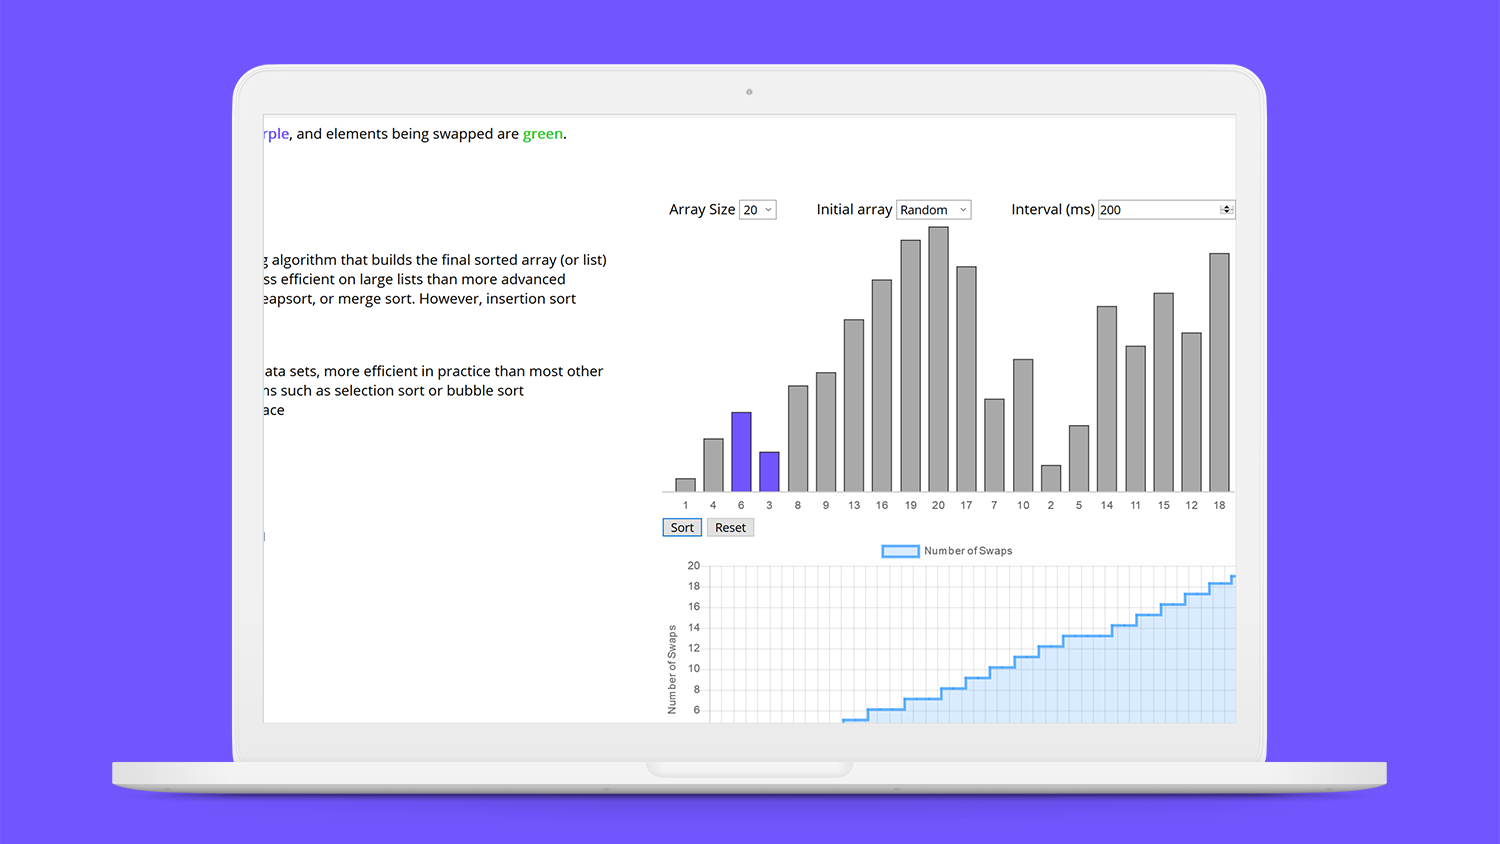 rple, and elements being swapped are green.
Array Size 20 Initial array Random Interval (ms) 200
g algorithm that builds the final sorted array (or list)
ss efficient on large lists than more advanced
eapsort, or merge sort. However, insertion sort
ata sets, more efficient in practice than most other
ns such as selection sort or bubble sort
ace
1 4 6 3 8 9 13 16 19 20 17 7 10 2 5 14 11 15 12 18
Sort Reset
Number of Swaps
20
18
16
14
12
10
8
6
Number of Swaps